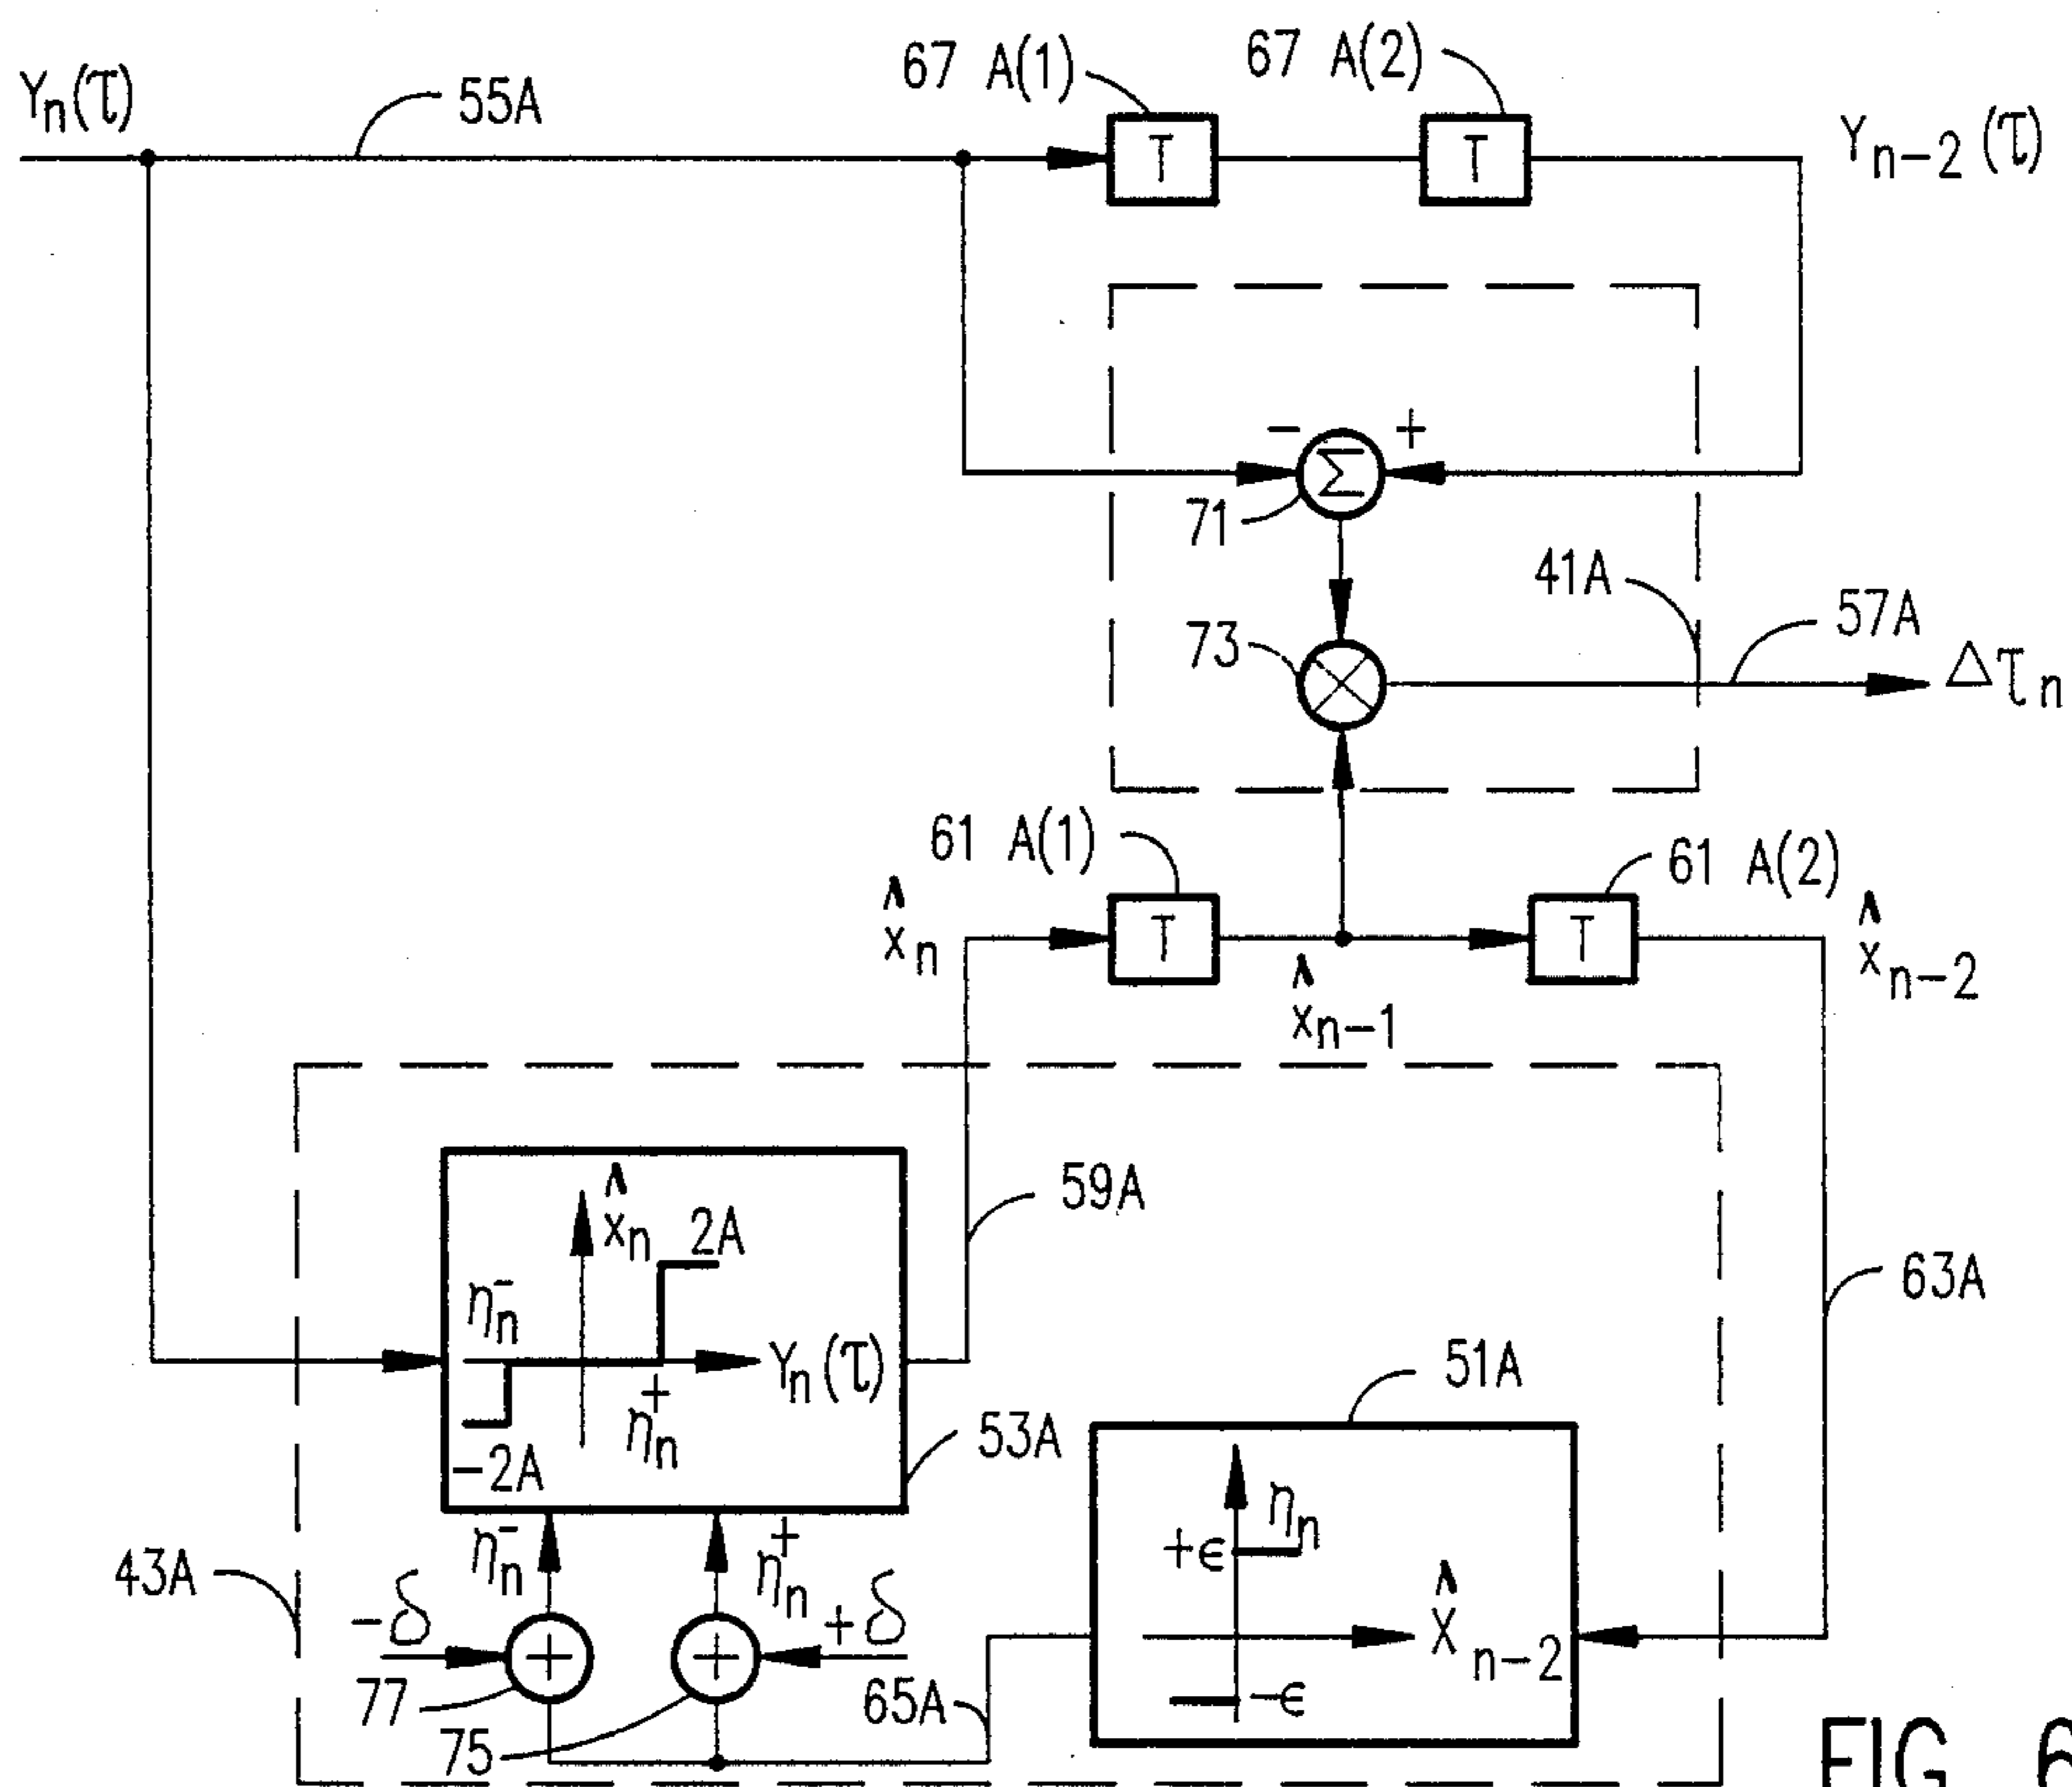 67 A(1)
67 A(2)
Yn(τ)
55A
T
T
Yn-2(τ)
- +
Σ
71
41A
57A
73
Δτn
61 A(1)
61 A(2)
x̂n
T
T
x̂n-2
x̂n-1
59A
x̂n
2A
ηn⁻
63A
Yn(τ)
51A
ηn⁺
53A
-2A
ηn
ηn⁻
ηn⁺
+ϵ
43A
x̂n-2
-δ
+δ
+
+
77
65A
-ϵ
75
FIG. 6